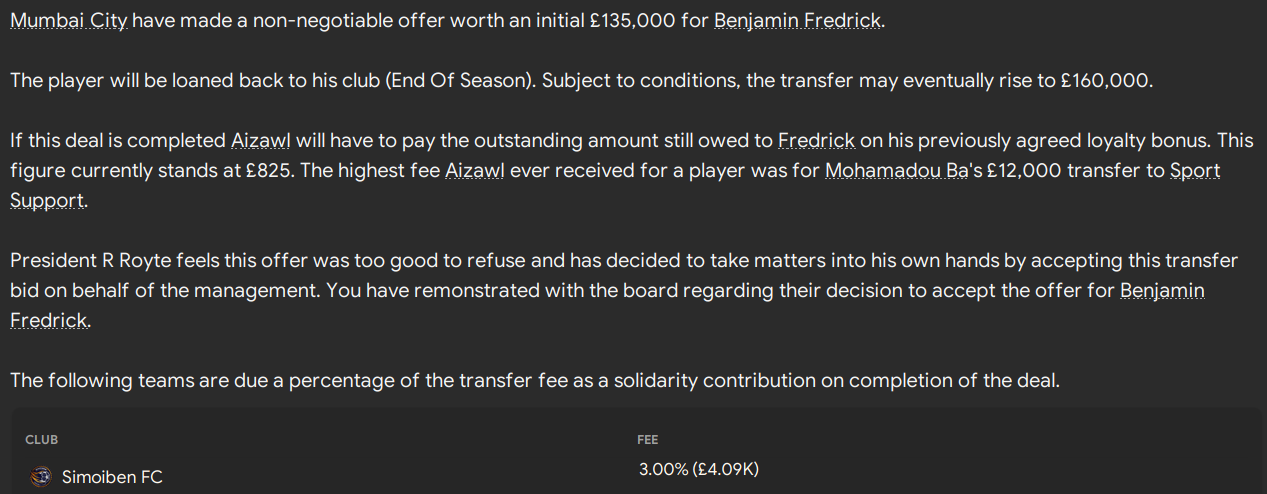 Mumbai City have made a non-negotiable offer worth an initial £135,000 for Benjamin Fredrick.
The player will be loaned back to his club (End Of Season). Subject to conditions, the transfer may eventually rise to £160,000.
If this deal is completed Aizawl will have to pay the outstanding amount still owed to Fredrick on his previously agreed loyalty bonus. This
figure currently stands at £825. The highest fee Aizawl ever received for a player was for Mohamadou Ba's £12,000 transfer to Sport
Support.
President R Royte feels this offer was too good to refuse and has decided to take matters into his own hands by accepting this transfer
bid on behalf of the management. You have remonstrated with the board regarding their decision to accept the offer for Benjamin
Fredrick.
The following teams are due a percentage of the transfer fee as a solidarity contribution on completion of the deal.
CLUB FEE
Simoiben FC 3.00% (£4.09K)